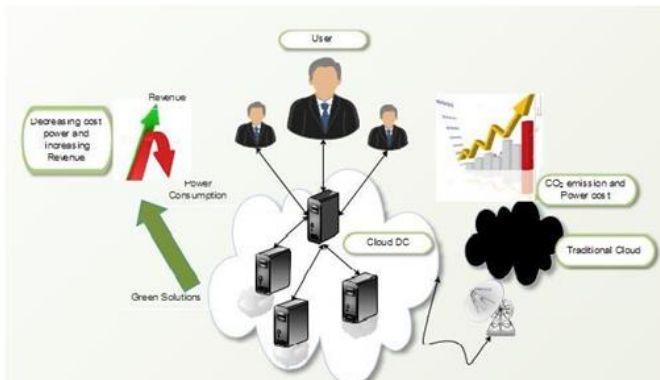 User
Revenue
Decreasing cost
power and
increasing
Revenue
Power
Consumption
CO₂ emission and
Power cost
Cloud DC
Traditional Cloud
Green Solutions